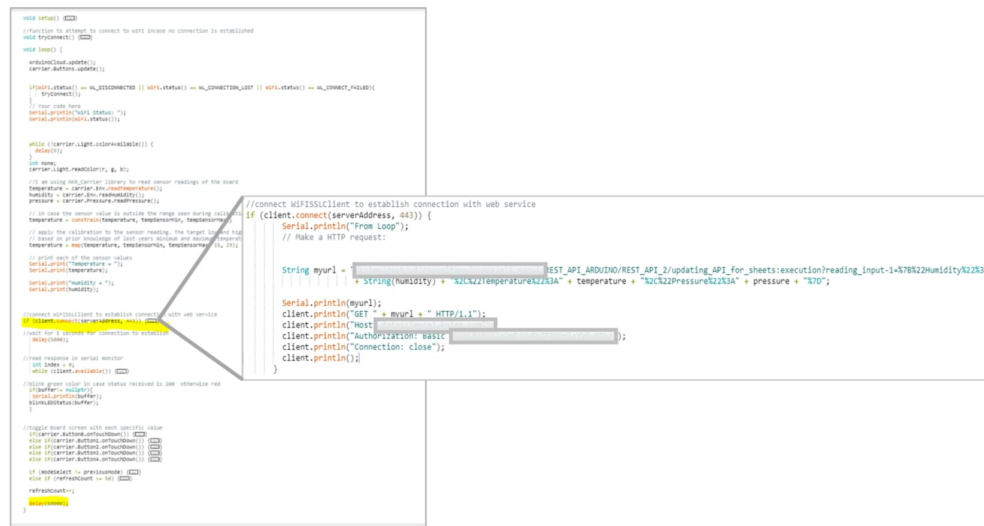 void setup() {
//function to attempt to connect to wifi incase no connection is established
void tryConnect() {
void loop() {
ArduinoCloud.update();
carrier.Buttons.update();
if(WiFi.status() == WL_DISCONNECTED || WiFi.status() == WL_CONNECTION_LOST || WiFi.status() == WL_CONNECT_FAILED){
tryConnect();
}
// Your code here
Serial.println("WiFi Status: ");
Serial.println(WiFi.status());
while (!carrier.Light.colorAvailable()) {
delay(5);
}
int none;
carrier.Light.readColor(r, g, b);
//I am using library to read sensor readings of the board
temperature = carrier.Env.readTemperature();
humidity = carrier.Env.readHumidity();
pressure = carrier.Pressure.readPressure();
// in case the sensor value is outside the range seen during
temperature = constrain(temperature, tempSensorMin,
// apply the calibration to the sensor reading. The target low and
// based on prior knowledge of last years minimum and maximum
temperature = map(temperature, tempSensorMin,
// print each of the sensor values
Serial.print("Temperature = ");
Serial.print(temperature);
Serial.print("Humidity = ");
Serial.print(humidity);
//connect WiFiSSLClient to establish connection with web service
if (client.connect(serverAddress, 443)) {
//wait for 5 seconds for connection to establish
delay(5000);
//read response in serial monitor
int index = 0;
while (client.available()) {
//blink green color in case status received is 200 otherwise red
if(buffer!= nullptr){
Serial.println(buffer);
blinkLEDStatus(buffer);
}
//toggle board screen with each specific value
if(carrier.Button0.onTouchDown()) {
else if(carrier.Button1.onTouchDown()) {
else if(carrier.Button2.onTouchDown()) {
else if(carrier.Button3.onTouchDown()) {
else if(carrier.Button4.onTouchDown()) {
if (modeSelect != previousMode) {
else if (refreshCount >= 60) {
refreshCount++;
}
//connect WiFiSSLClient to establish connection with web service
if (client.connect(serverAddress, 443)) {
Serial.println("From Loop");
// Make a HTTP request:
String myurl = "
REST_API_ARDUINO/REST_API_2/updating_API_for_sheets:execution?reading_input-1=%7B%22Humidity%22%3
+ String(humidity) + "%2C%22Temperature%22%3A" + temperature + "%2C%22Pressure%22%3A" + pressure + "%7D";
Serial.println(myurl);
client.println("GET " + myurl + " HTTP/1.1");
client.println("Host
client.println("Authorization: Basic );
client.println("Connection: close");
client.println();
}